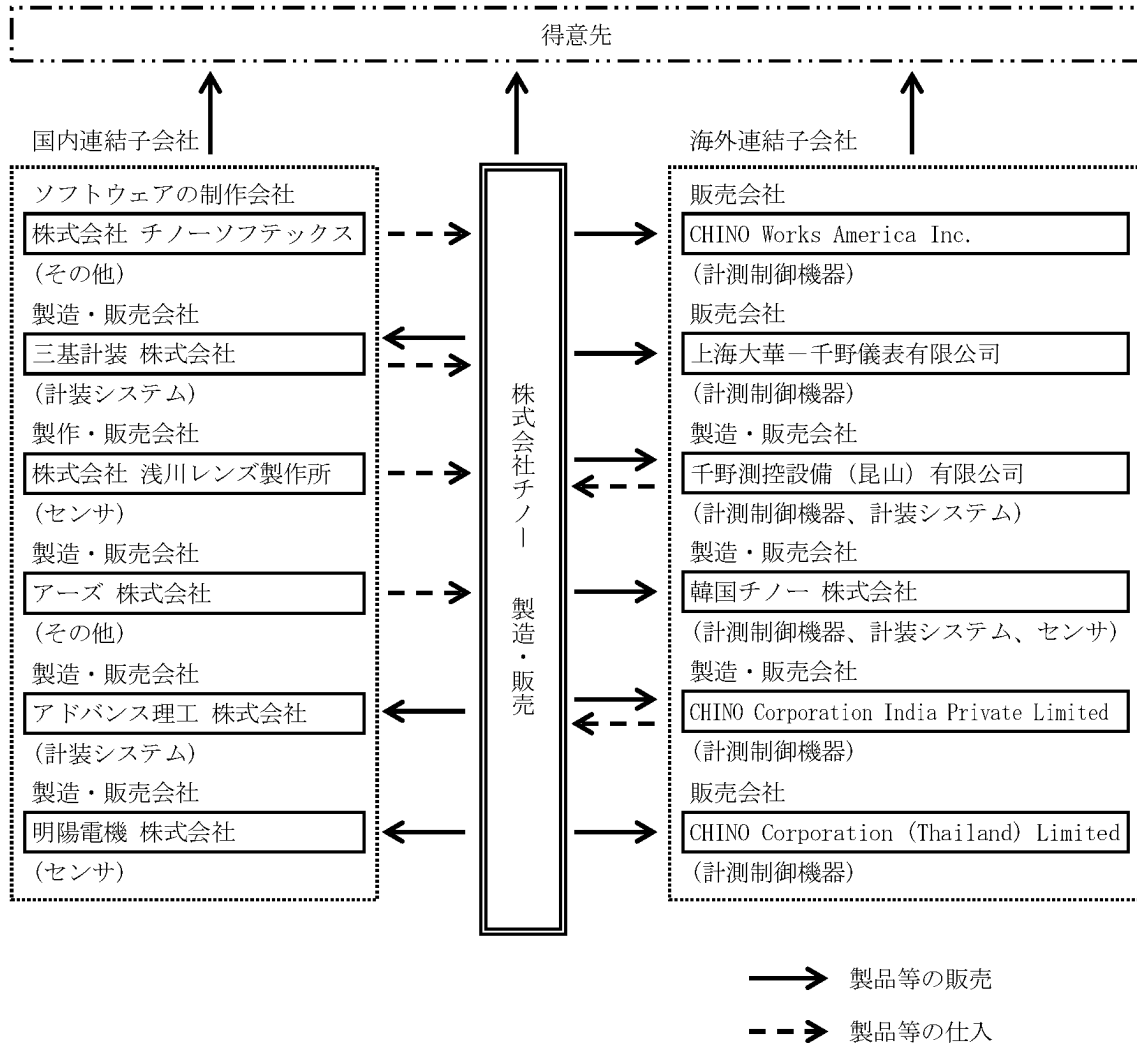 得意先
国内連結子会社
ソフトウェアの制作会社
株式会社 チノーソフテックス
(その他)
製造・販売会社
三基計装 株式会社
(計装システム)
製作・販売会社
株式会社 浅川レンズ製作所
(センサ)
製造・販売会社
アーズ 株式会社
(その他)
製造・販売会社
アドバンス理工 株式会社
(計装システム)
製造・販売会社
明陽電機 株式会社
(センサ)
株式会社チノー 製造・販売
海外連結子会社
販売会社
CHINO Works America Inc.
(計測制御機器)
販売会社
上海大華－千野儀表有限公司
(計測制御機器)
製造・販売会社
千野測控設備(昆山)有限公司
(計測制御機器、計装システム)
製造・販売会社
韓国チノー 株式会社
(計測制御機器、計装システム、センサ)
製造・販売会社
CHINO Corporation India Private Limited
(計測制御機器)
販売会社
CHINO Corporation (Thailand) Limited
(計測制御機器)
製品等の販売
製品等の仕入